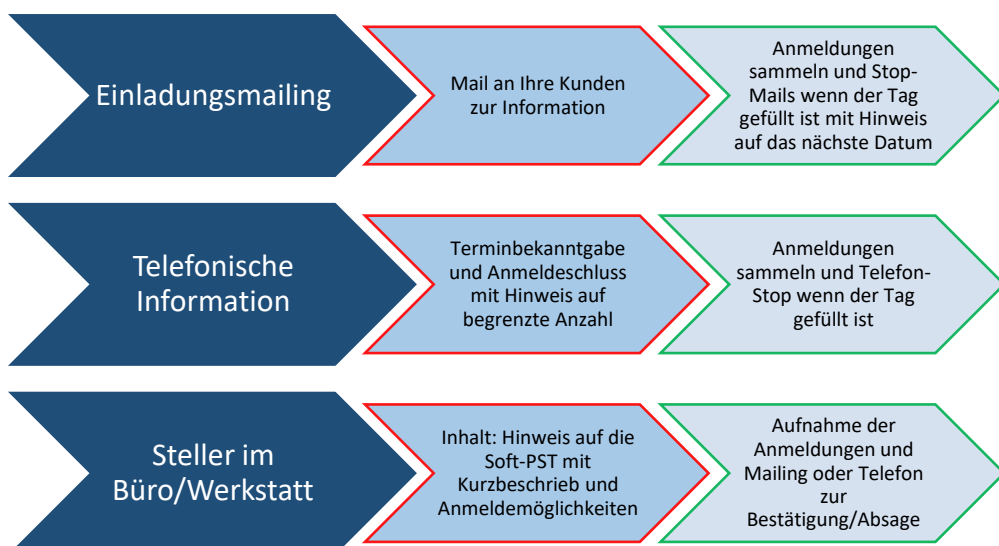 Einladungsmailing
Mail an Ihre Kunden
zur Information
Anmeldungen
sammeln und Stop-
Mails wenn der Tag
gefüllt ist mit Hinweis
auf das nächste Datum
Telefonische
Information
Terminbekanntgabe
und Anmeldeschluss
mit Hinweis auf
begrenzte Anzahl
Anmeldungen
sammeln und Telefon-
Stop wenn der Tag
gefüllt ist
Steller im
Büro/Werkstatt
Inhalt: Hinweis auf die
Soft-PST mit
Kurzbeschrieb und
Anmeldemöglichkeiten
Aufnahme der
Anmeldungen und
Mailing oder Telefon
zur
Bestätigung/Absage